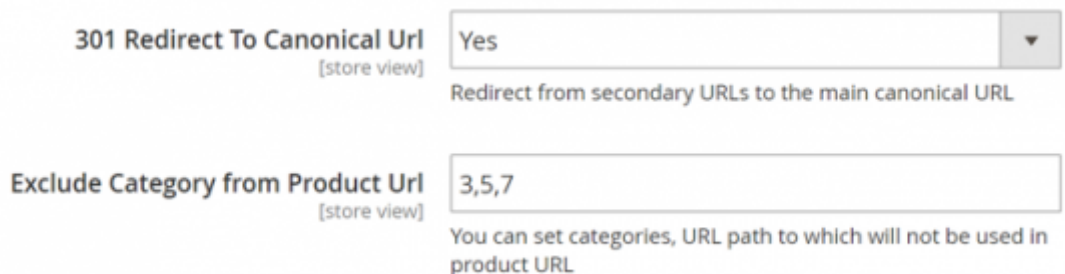 301 Redirect To Canonical Url
[store view]
Yes
Redirect from secondary URLs to the main canonical URL
Exclude Category from Product Url
[store view]
3,5,7
You can set categories, URL path to which will not be used in
product URL